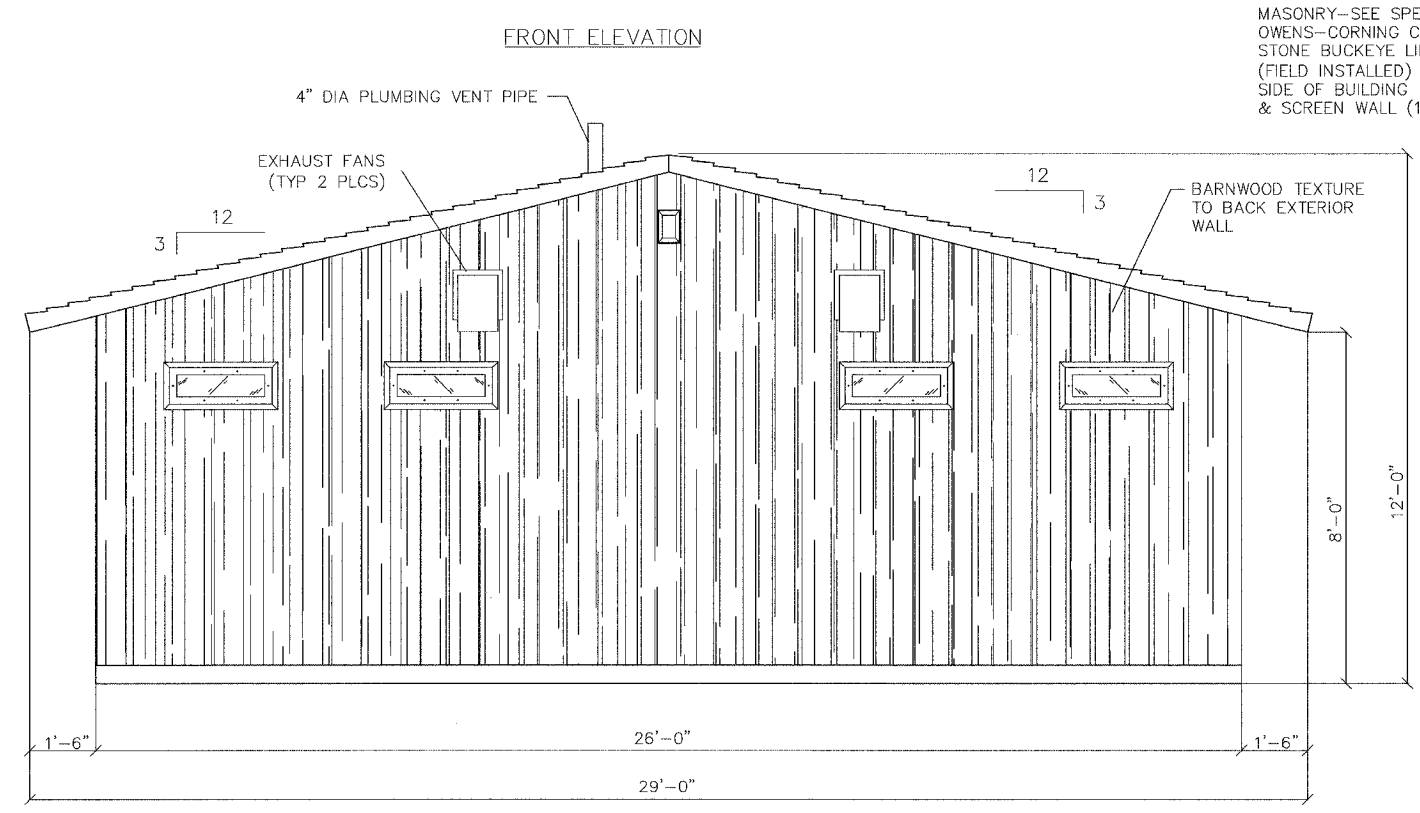 MASONRY-SEE SPE
OWENS-CORNING C
STONE BUCKEYE LI
(FIELD INSTALLED)
SIDE OF BUILDING
& SCREEN WALL (1
FRONT ELEVATION
4" DIA PLUMBING VENT PIPE
EXHAUST FANS
(TYP 2 PLCS)
12
3
12
3
BARNWOOD TEXTURE
TO BACK EXTERIOR
WALL
8'-0"
12'-0"
1'-6"
26'-0"
1'-6"
29'-0"